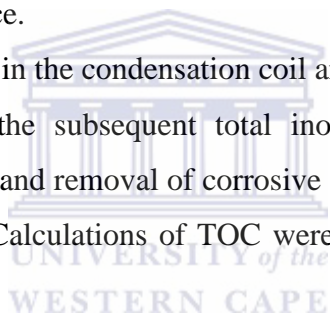 ce.
in the condensation coil a
the subsequent total ino
and removal of corrosive
Calculations of TOC were
UNIVERSITY of the
WESTERN CAPE